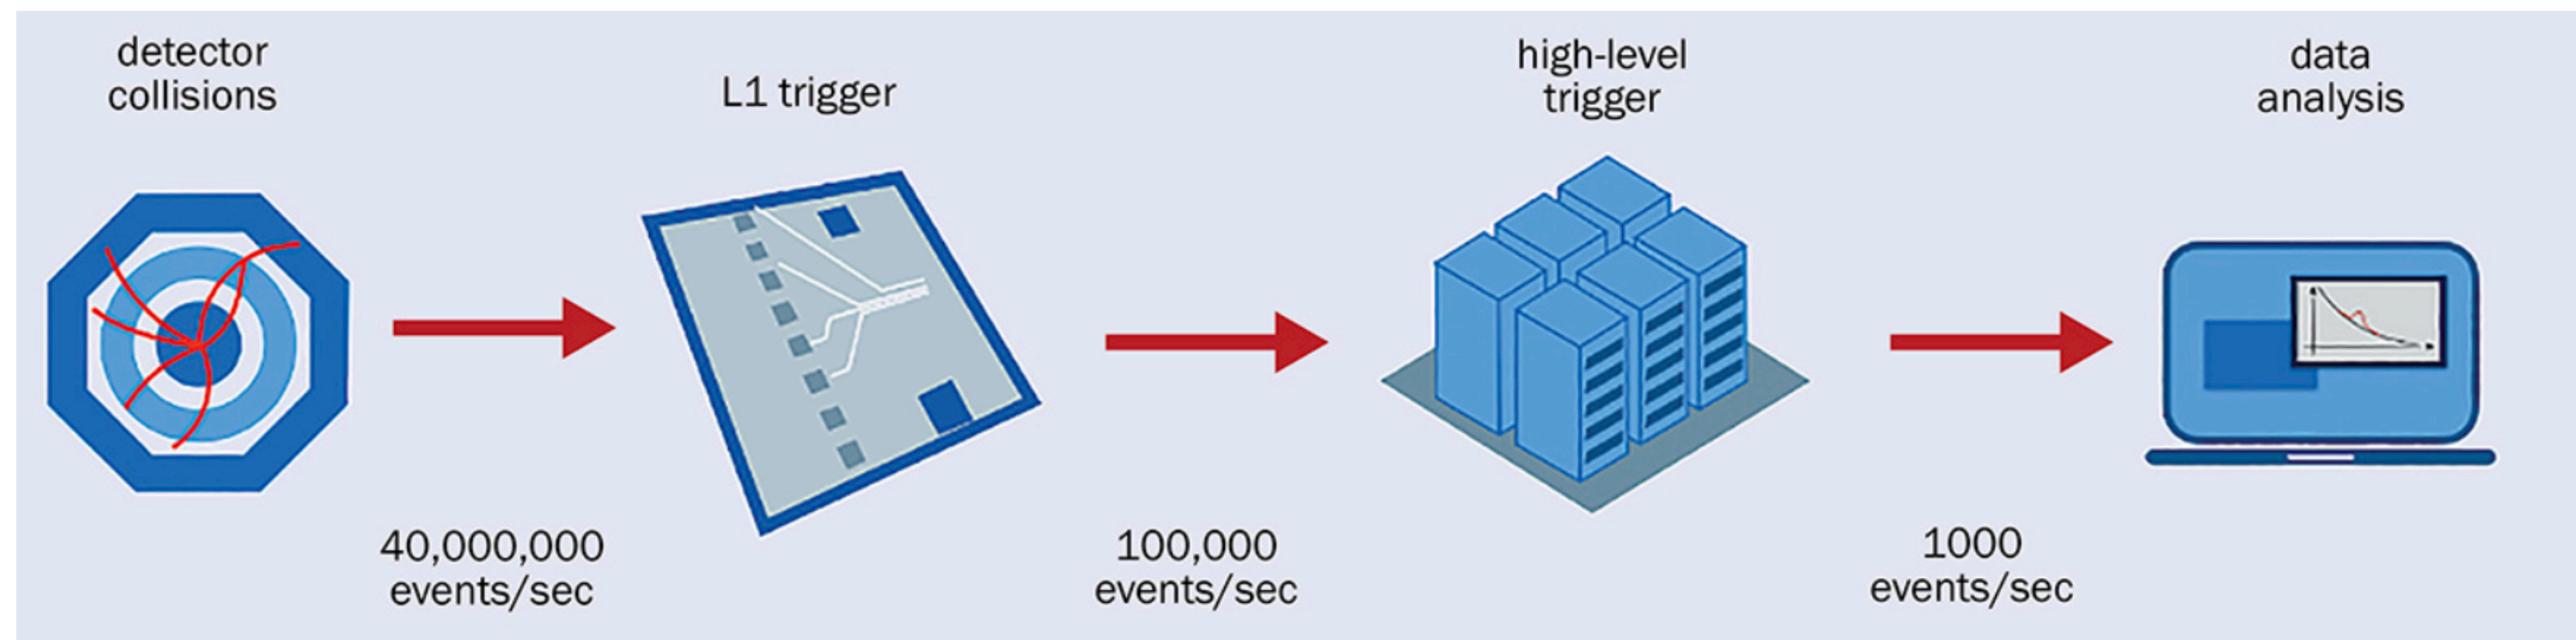 detector
collisions
L1 trigger
high-level
trigger
data
analysis
40,000,000
events/sec
100,000
events/sec
1000
events/sec